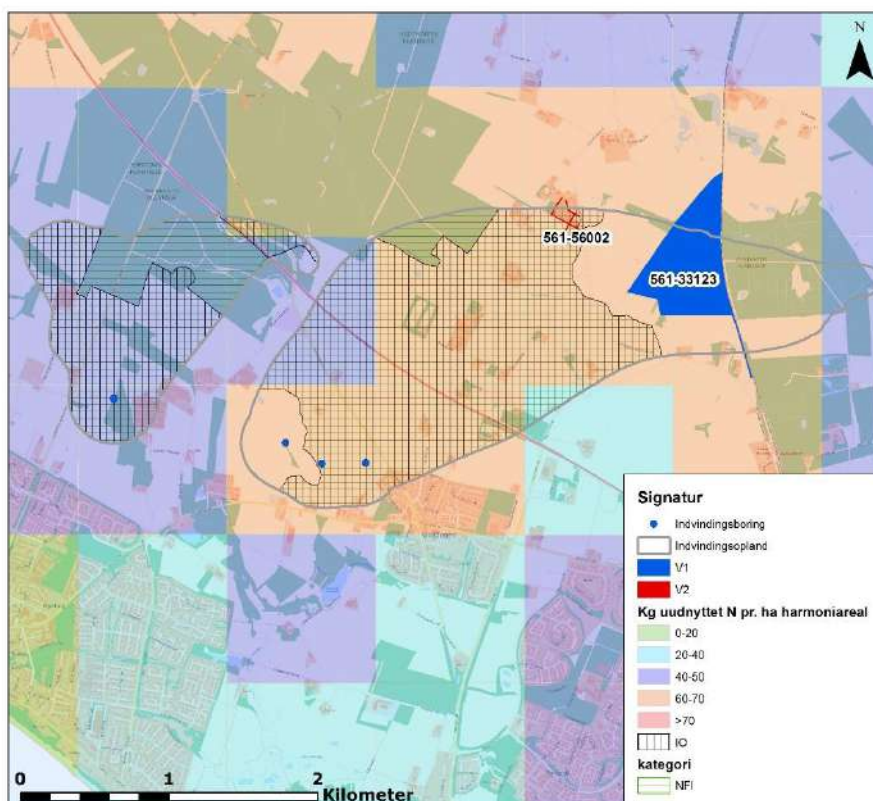 N
561-56002
561-33123
Signatur
Indvindingsboring
Indvindingsopland
V1
V2
Kg uudnyttet N pr. ha harmoniareal
0-20
20-40
40-50
60-70
>70
IO
kategori
NFI
0 1 2
Kilometer